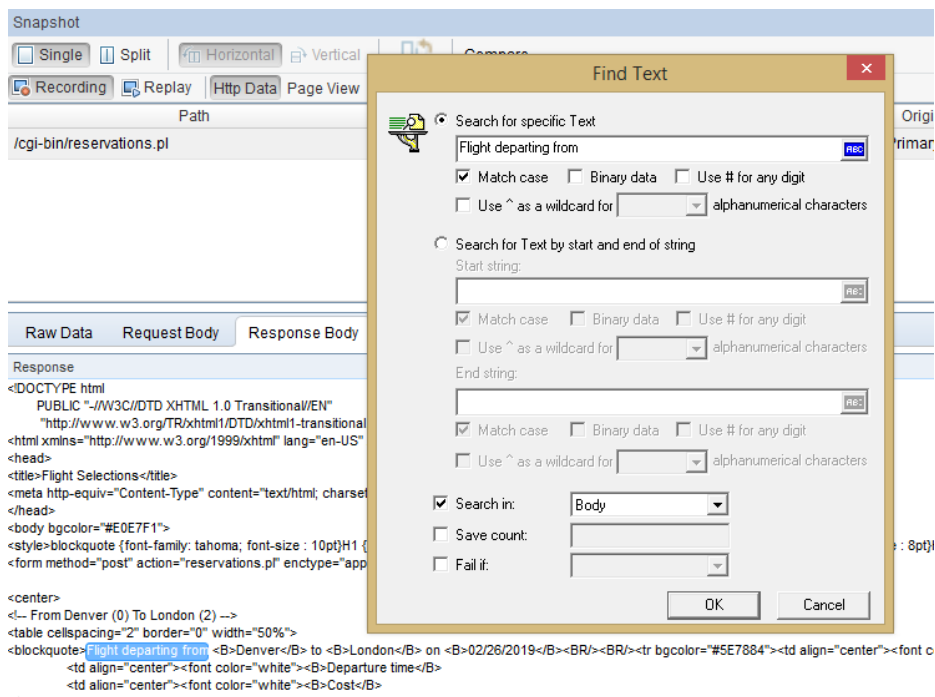 Snapshot
Single Split Horizontal Vertical Compare
Recording Replay Http Data Page View
Path
/cgi-bin/reservations.pl
Find Text
Search for specific Text
Flight departing from
ABC
Match case Binary data Use # for any digit
Use ^ as a wildcard for alphanumerical characters
Search for Text by start and end of string
Start string:
ABC
Match case Binary data Use # for any digit
Use ^ as a wildcard for alphanumerical characters
End string:
ABC
Match case Binary data Use # for any digit
Use ^ as a wildcard for alphanumerical characters
Search in: Body
Save count:
Fail if:
OK Cancel
Origi
rimar
Raw Data Request Body Response Body
Response
<!DOCTYPE html
PUBLIC "-//W3C//DTD XHTML 1.0 Transitional//EN"
"http://www.w3.org/TR/xhtml1/DTD/xhtml1-transitional
<html xmlns="http://www.w3.org/1999/xhtml" lang="en-US"
<head>
<title>Flight Selections</title>
<meta http-equiv="Content-Type" content="text/html; charset
</head>
<body bgcolor="#E0E7F1">
<style>blockquote {font-family: tahoma; font-size : 10pt}H1 { : 8pt}
<form method="post" action="reservations.pl" enctype="app
<center>
<!-- From Denver (0) To London (2) -->
<table cellspacing="2" border="0" width="50%">
<blockquote>Flight departing from <B>Denver</B> to <B>London</B> on <B>02/26/2019</B><BR/><BR/><tr bgcolor="#5E7884"><td align="center"><font c
<td align="center"><font color="white"><B>Departure time</B>
<td align="center"><font color="white"><B>Cost</B>